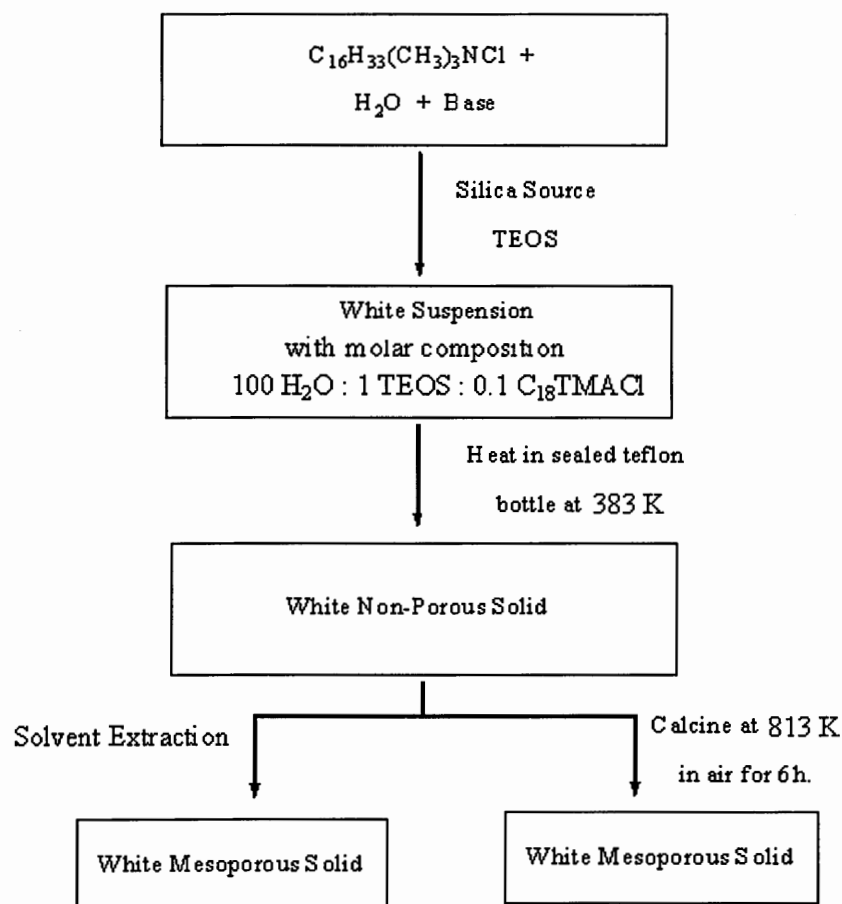 C₁₆H₃₃(CH₃)₃NCl +
H₂O + Base
Silica Source
TEOS
White Suspension
with molar composition
100 H₂O : 1 TEOS : 0.1 C₁₈TMACl
Heat in sealed teflon
bottle at 383 K
White Non-Porous Solid
Solvent Extraction
Calcine at 813 K
in air for 6h.
White Mesoporous Solid
White Mesoporous Solid